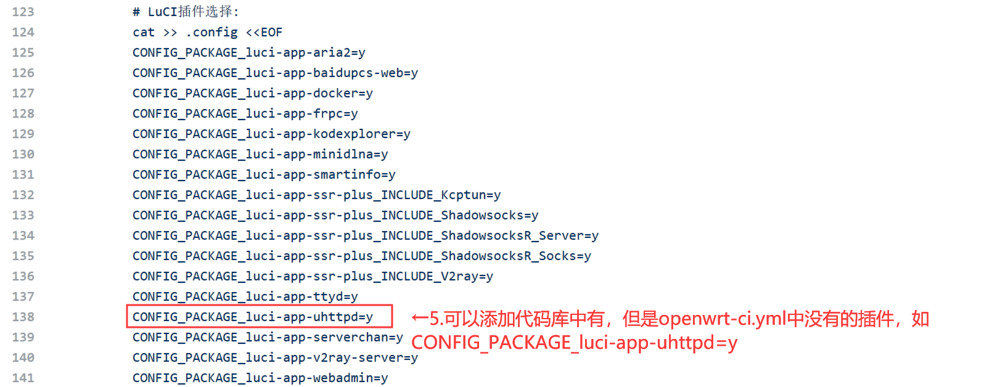 123 # LuCI插件选择:
124 cat >> .config <<EOF
125 CONFIG_PACKAGE_luci-app-aria2=y
126 CONFIG_PACKAGE_luci-app-baidupcs-web=y
127 CONFIG_PACKAGE_luci-app-docker=y
128 CONFIG_PACKAGE_luci-app-frpc=y
129 CONFIG_PACKAGE_luci-app-kodexplorer=y
130 CONFIG_PACKAGE_luci-app-minidlna=y
131 CONFIG_PACKAGE_luci-app-smartinfo=y
132 CONFIG_PACKAGE_luci-app-ssr-plus_INCLUDE_Kcptun=y
133 CONFIG_PACKAGE_luci-app-ssr-plus_INCLUDE_Shadowsocks=y
134 CONFIG_PACKAGE_luci-app-ssr-plus_INCLUDE_ShadowsocksR_Server=y
135 CONFIG_PACKAGE_luci-app-ssr-plus_INCLUDE_ShadowsocksR_Socks=y
136 CONFIG_PACKAGE_luci-app-ssr-plus_INCLUDE_V2ray=y
137 CONFIG_PACKAGE_luci-app-ttyd=y
138 CONFIG_PACKAGE_luci-app-uhttpd=y
←5.可以添加代码库中有，但是openwrt-ci.yml中没有的插件，如
CONFIG_PACKAGE_luci-app-uhttpd=y
139 CONFIG_PACKAGE_luci-app-serverchan=y
140 CONFIG_PACKAGE_luci-app-v2ray-server=y
141 CONFIG_PACKAGE_luci-app-webadmin=y